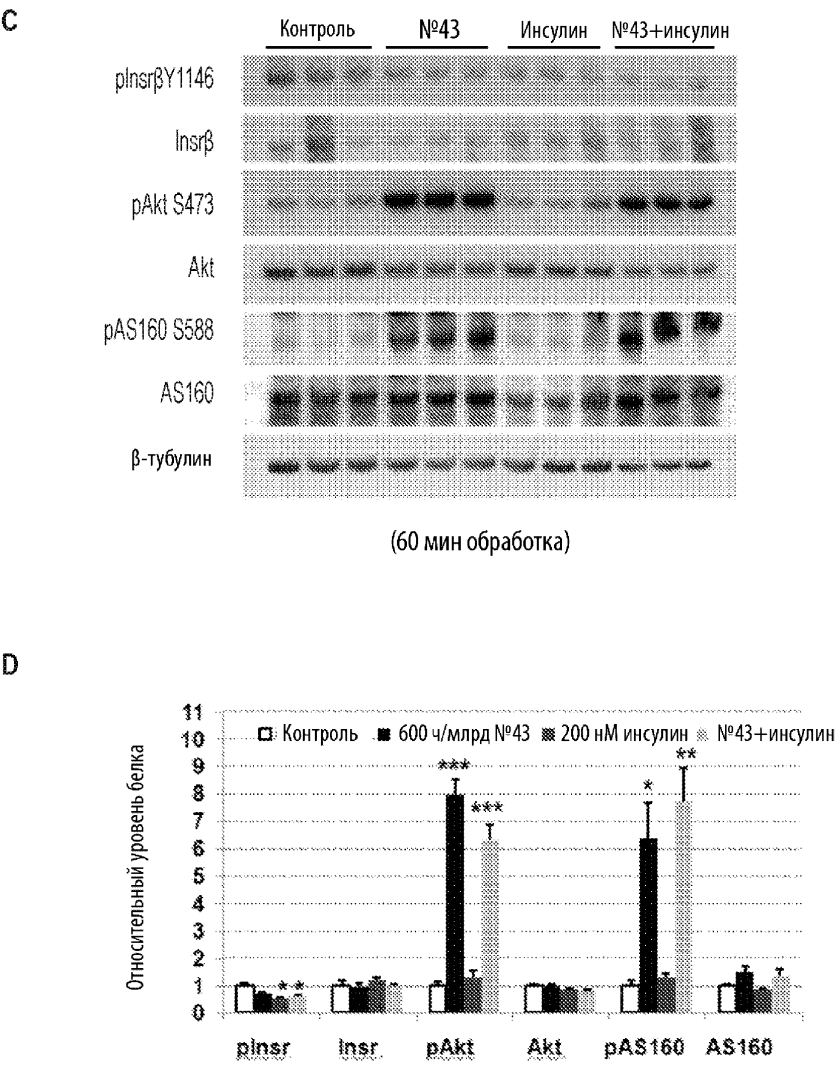 C
Контроль №43 Инсулин №43+инсулин
pInsrβY1146
Insrβ
pAkt S473
Akt
pAS160 S588
AS160
β-тубулин
(60 мин обработка)
D
Относительный уровень белка
11
10
9
8
7
6
5
4
3
2
1
0
Контроль 600 ч/млрд №43 200 нМ инсулин №43+инсулин
*** *** * **
* *
pInsr Insr pAkt Akt pAS160 AS160